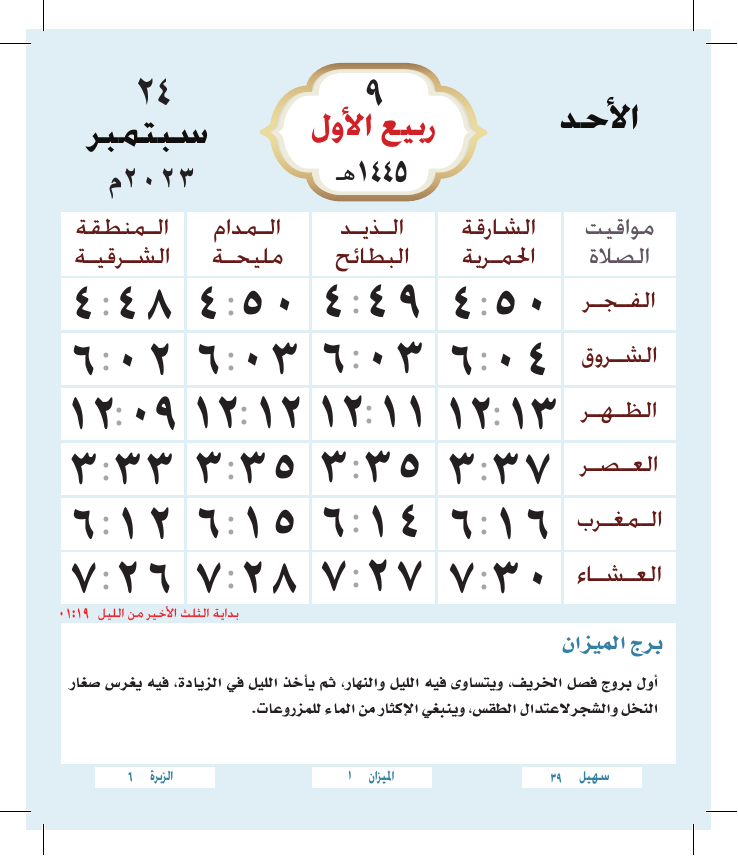 الأحد
٩
ربيع الأول
١٤٤٥هـ
٢٤
سبتمبر
٢٠٢٣م
مواقيت الصلاة	الشارقة الحمرية	الذيد البطائح	المدام مليحة	المنطقة الشرقية
الفجر	٤:٥٠	٤:٤٩	٤:٥٠	٤:٤٨
الشروق	٦:٠٤	٦:٠٣	٦:٠٣	٦:٠٢
الظهر	١٢:١٣	١٢:١١	١٢:١٢	١٢:٠٩
العصر	٣:٣٧	٣:٣٥	٣:٣٥	٣:٣٣
المغرب	٦:١٦	٦:١٤	٦:١٥	٦:١٢
العشاء	٧:٣٠	٧:٢٧	٧:٢٨	٧:٢٦
بداية الثلث الأخير من الليل ٠١:١٩
برج الميزان
أول بروج فصل الخريف، ويتساوى فيه الليل والنهار، ثم يأخذ الليل في الزيادة، فيه يغرس صغار
النخل والشجر لاعتدال الطقس، وينبغي الإكثار من الماء للمزروعات.
سهيل ٣٩
الميزان ١
الزبرة ٦